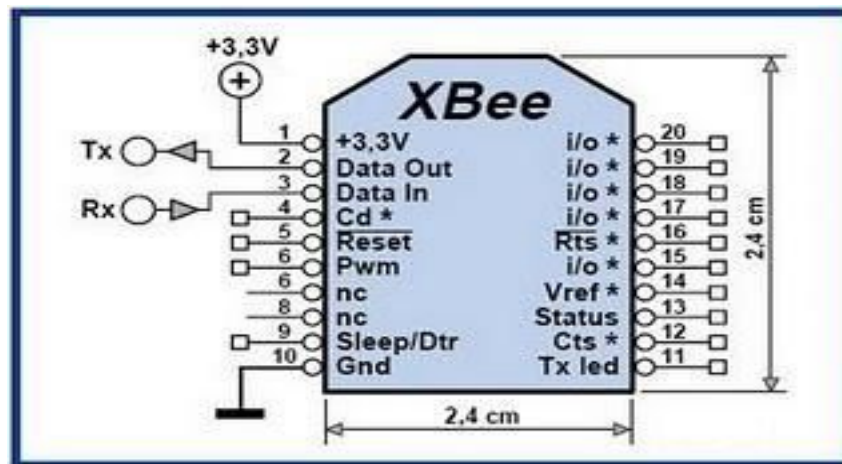 +3,3V
XBee
1 +3,3V i/o * 20
Tx 2 Data Out i/o * 19
3 Data In i/o * 18
Rx 4 Cd * i/o * 17
5 Reset Rts * 16
6 Pwm i/o * 15
6 nc Vref * 14
8 nc Status 13
9 Sleep/Dtr Cts * 12
10 Gnd Tx led 11
2,4 cm
2,4 cm